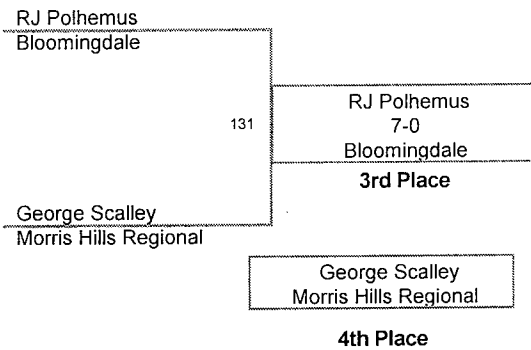 RJ Polhemus
Bloomingdale
RJ Polhemus
131
7-0
Bloomingdale
3rd Place
George Scalley
Morris Hills Regional
George Scalley
Morris Hills Regional
4th Place